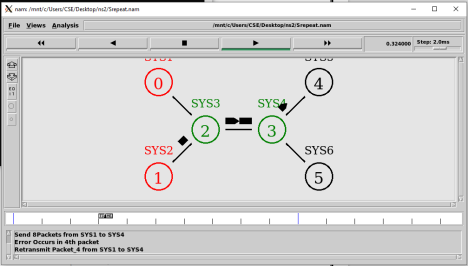 nam: /mnt/c/Users/CSE/Desktop/ns2/Srepeat.nam
File Views Analysis
/mnt/c/Users/CSE/Desktop/ns2/Srepeat.nam
0.324000
Step: 2.0ms
SYS1
0
4
SYS3
SYS4
2
3
SYS2
SYS6
1
5
Send 8Packets from SYS1 to SYS4
Error Occurs in 4th packet
Retransmit Packet_4 from SYS1 to SYS4